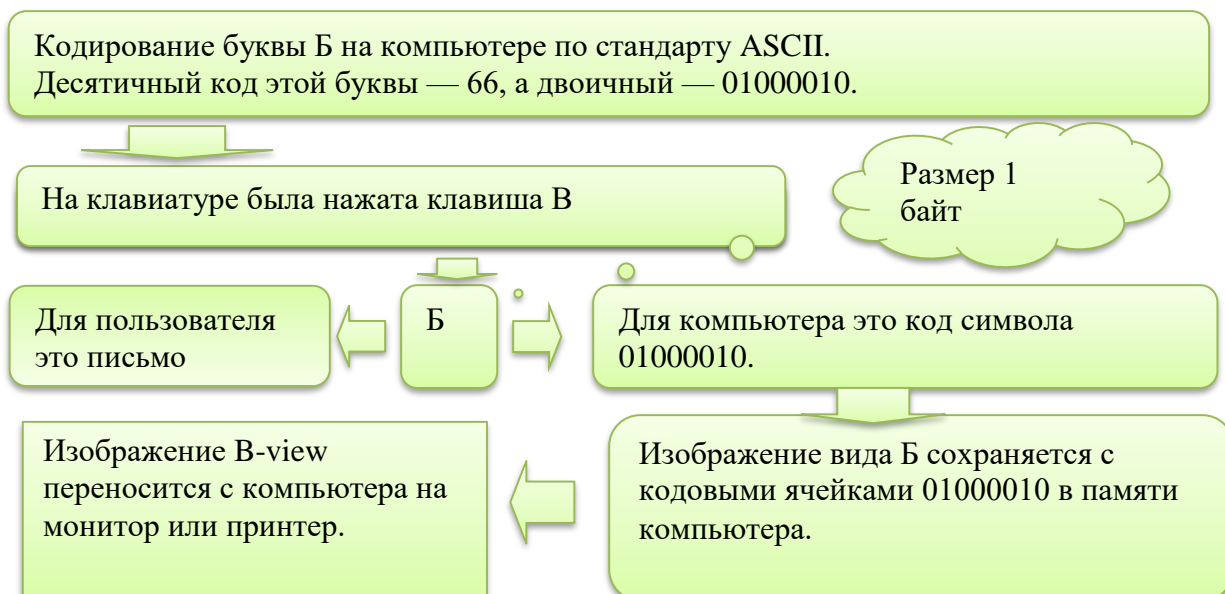 Кодирование буквы Б на компьютере по стандарту ASCII.
Десятичный код этой буквы — 66, а двоичный — 01000010.
На клавиатуре была нажата клавиша В
Размер 1
байт
Для пользователя
это письмо
Б
Для компьютера это код символа
01000010.
Изображение B-view
переносится с компьютера на
монитор или принтер.
Изображение вида Б сохраняется с
кодовыми ячейками 01000010 в памяти
компьютера.